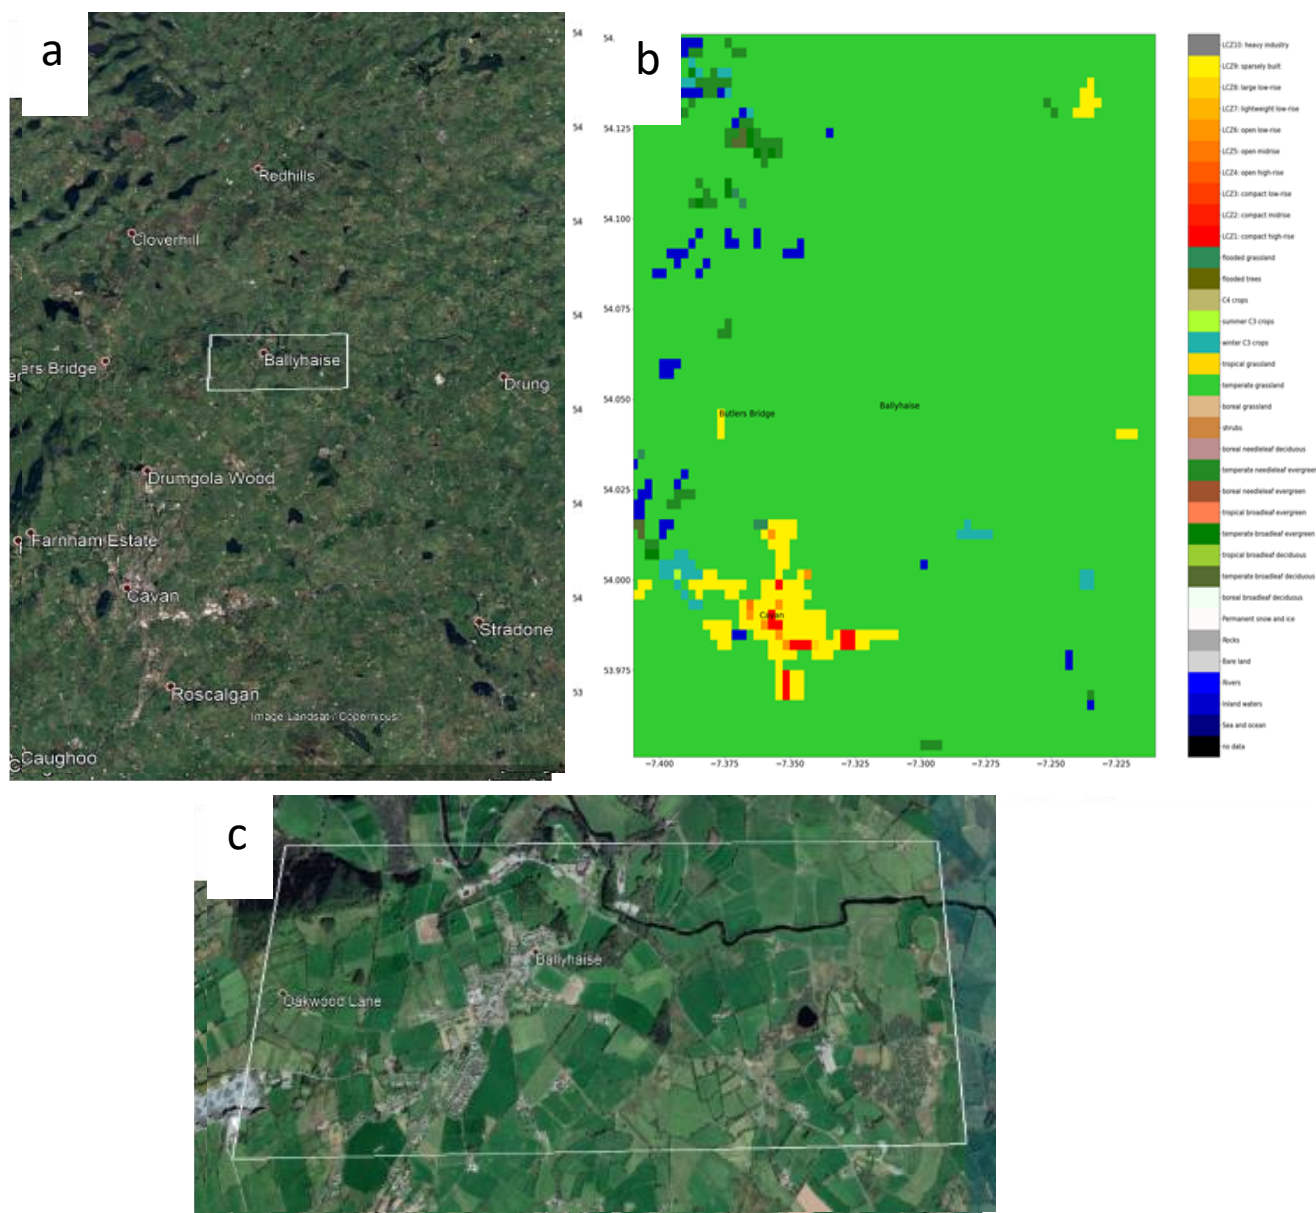 a
Redhills
Cloverhill
ers Bridge
Ballyhaise
Drung
Drumgola Wood
Farnham Estate
Cavan
Stradone
Roscalgan
Image Landsat / Copernicus
Caughoo
54
54
54
54
54
54
54
53
b
54.
54.125
54.100
54.075
54.050
54.025
54.000
53.975
Ballyhaise
Butlers Bridge
Cavan
−7.400
−7.375
−7.350
−7.325
−7.300
−7.275
−7.250
−7.225
LCZ10: heavy industry
LCZ9: sparsely built
LCZ8: large low-rise
LCZ7: lightweight low-rise
LCZ6: open low-rise
LCZ5: open midrise
LCZ4: open high-rise
LCZ3: compact low-rise
LCZ2: compact midrise
LCZ1: compact high-rise
flooded grassland
flooded trees
C4 crops
summer C3 crops
winter C3 crops
tropical grassland
temperate grassland
boreal grassland
shrubs
boreal needleleaf deciduous
temperate needleleaf evergreen
boreal needleleaf evergreen
tropical broadleaf evergreen
temperate broadleaf evergreen
tropical broadleaf deciduous
temperate broadleaf deciduous
boreal broadleaf deciduous
Permanent snow and ice
Rocks
Bare land
Rivers
Inland waters
Sea and ocean
no data
c
Ballyhaise
Oakwood Lane